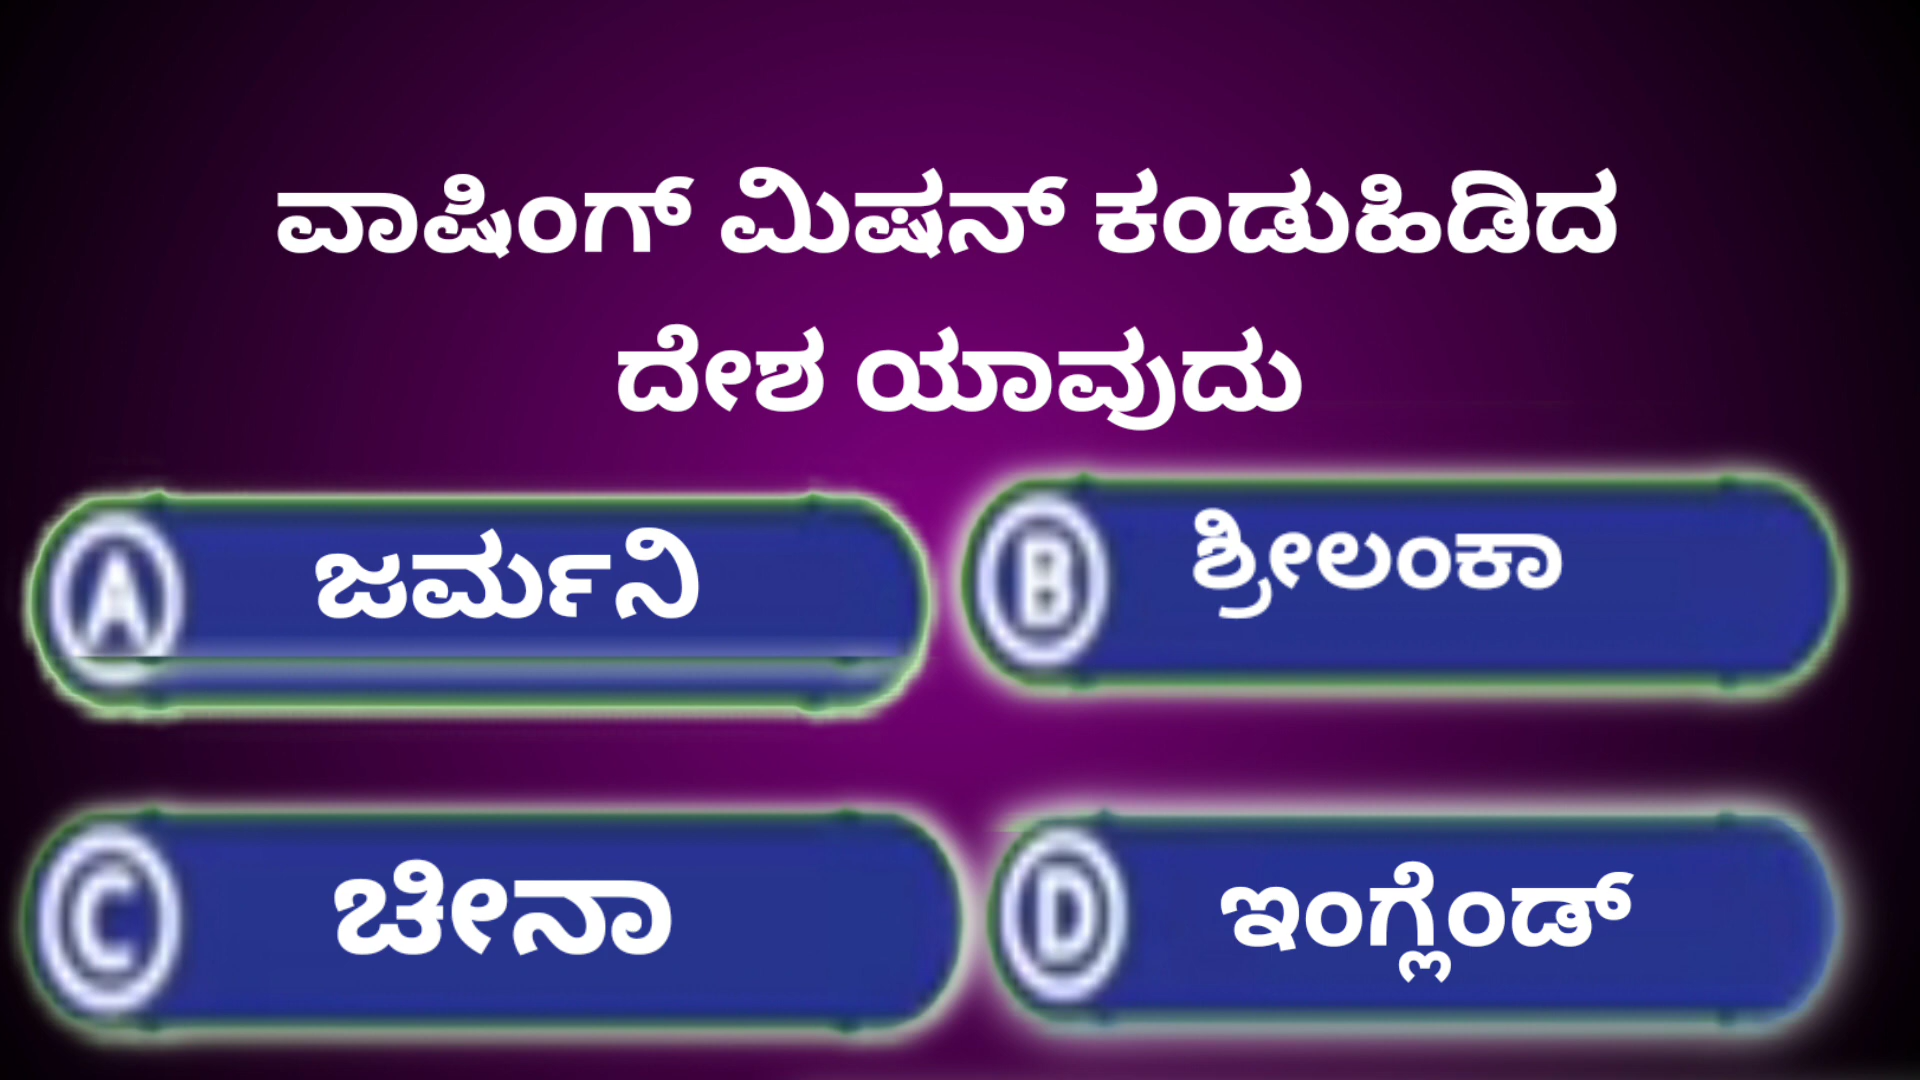 ವಾಷಿಂಗ್ ಮಿಷನ್ ಕಂಡುಹಿಡಿದ
ದೇಶ ಯಾವುದು
A ಜರ್ಮನಿ
B ಶ್ರೀಲಂಕಾ
C ಚೀನಾ
D ಇಂಗ್ಲೆಂಡ್